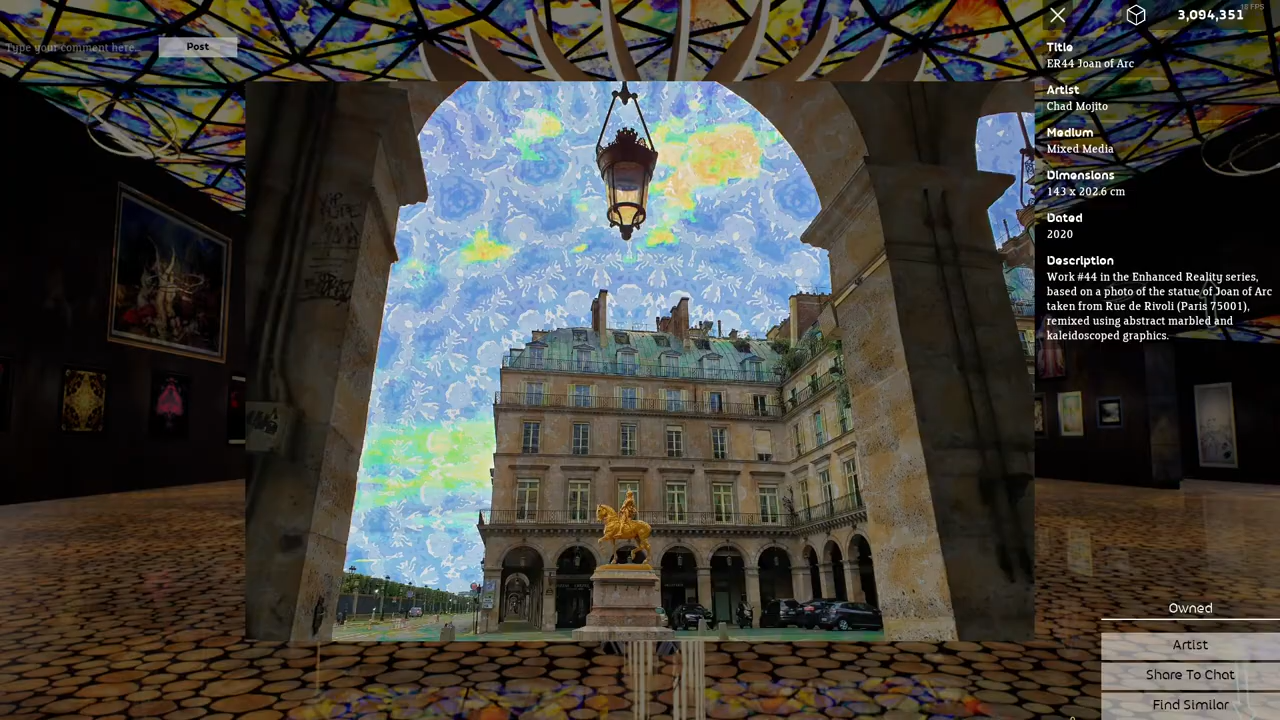 Type your comment here...
Post
3,094,351
15 FPS
Title
ER44 Joan of Arc
Artist
Chad Mojito
Medium
Mixed Media
Dimensions
143 x 202.6 cm
Dated
2020
Description
Work #44 in the Enhanced Reality series,
based on a photo of the statue of Joan of Arc
taken from Rue de Rivoli (Paris 75001),
remixed using abstract marbled and
kaleidoscoped graphics.
Owned
Artist
Share To Chat
Find Similar